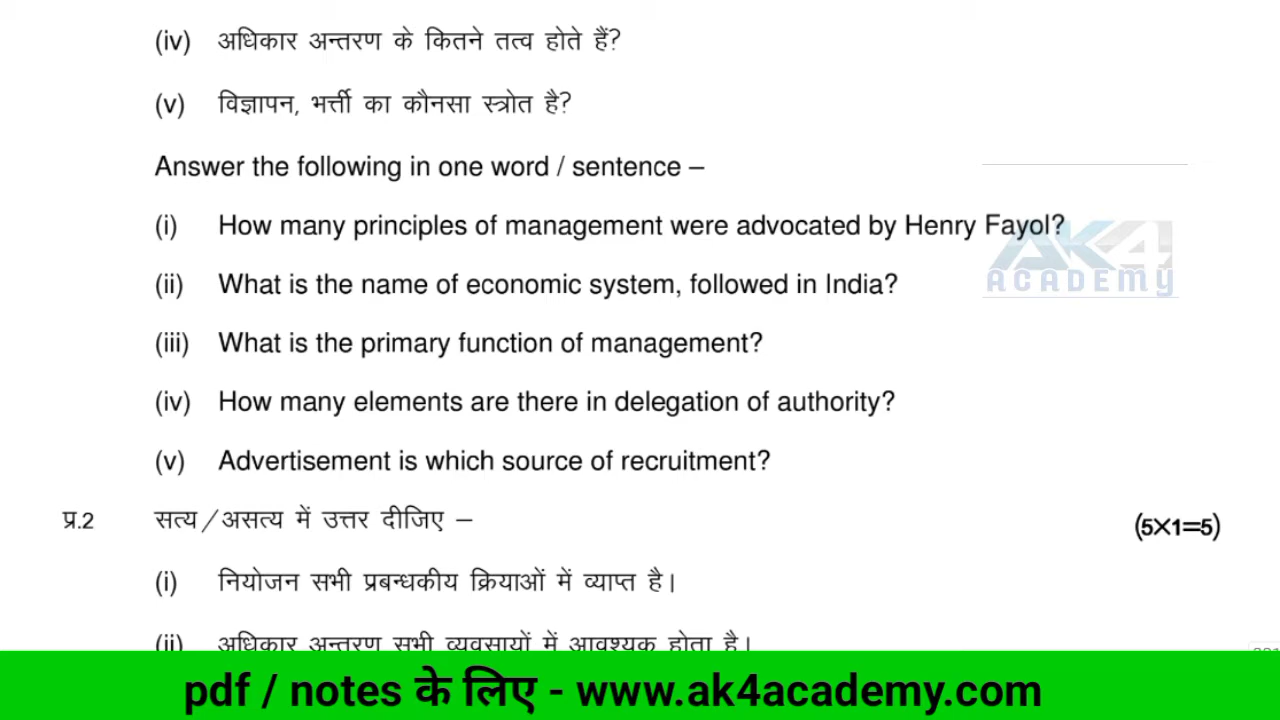 (iv) अधिकार अन्तरण के कितने तत्व होते हैं?
(v) विज्ञापन, भर्त्ती का कौनसा स्त्रोत है?
Answer the following in one word / sentence –
(i) How many principles of management were advocated by Henry Fayol?
(ii) What is the name of economic system, followed in India?
(iii) What is the primary function of management?
(iv) How many elements are there in delegation of authority?
(v) Advertisement is which source of recruitment?
AK4
ACADEMY
प्र.2 सत्य/असत्य में उत्तर दीजिए – (5×1=5)
(i) नियोजन सभी प्रबन्धकीय क्रियाओं में व्याप्त है।
(ii) अधिकार अन्तरण सभी व्यवसायों में आवश्यक होता है।
pdf / notes के लिए - www.ak4academy.com